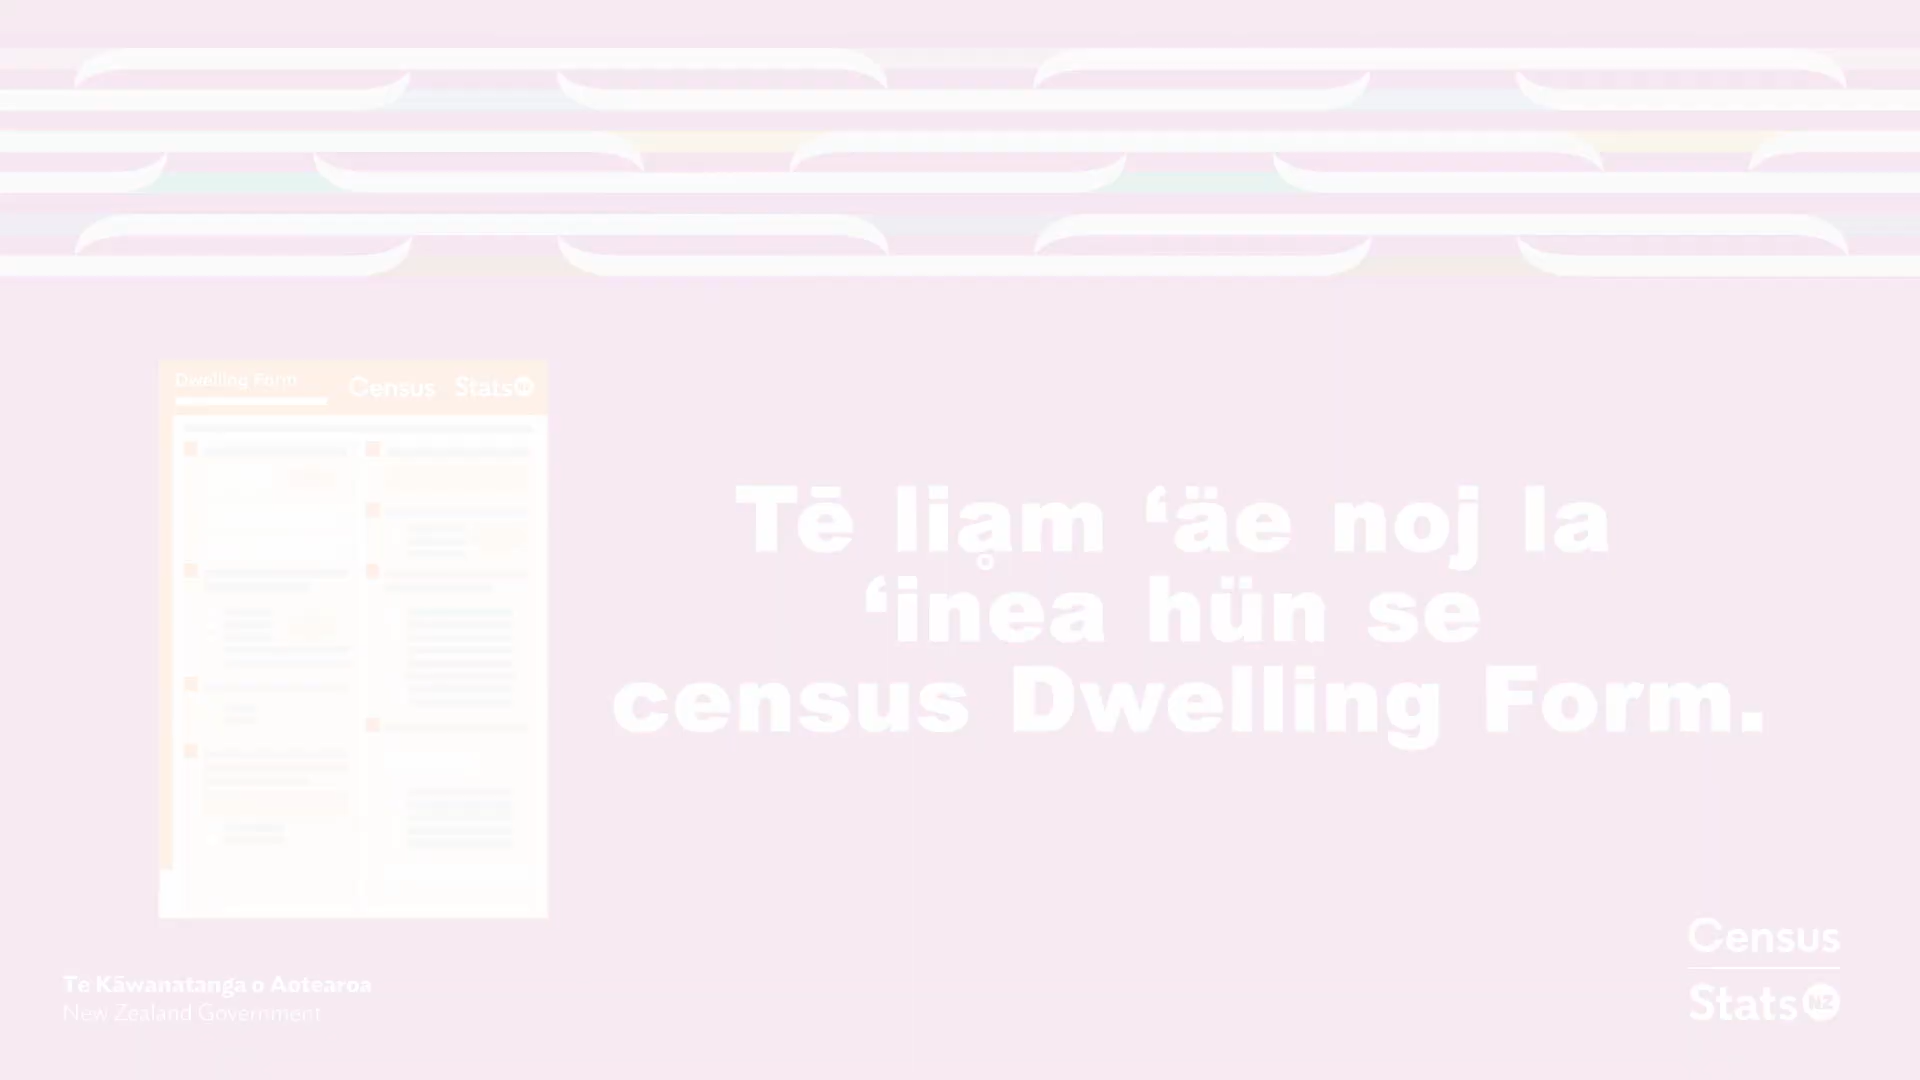 Dwelling Form
Census Stats NZ
Tē liạm ‘äe noj la
‘inea hün se
census Dwelling Form.
Te Kāwanatanga o Aotearoa
New Zealand Government
Census
Stats NZ